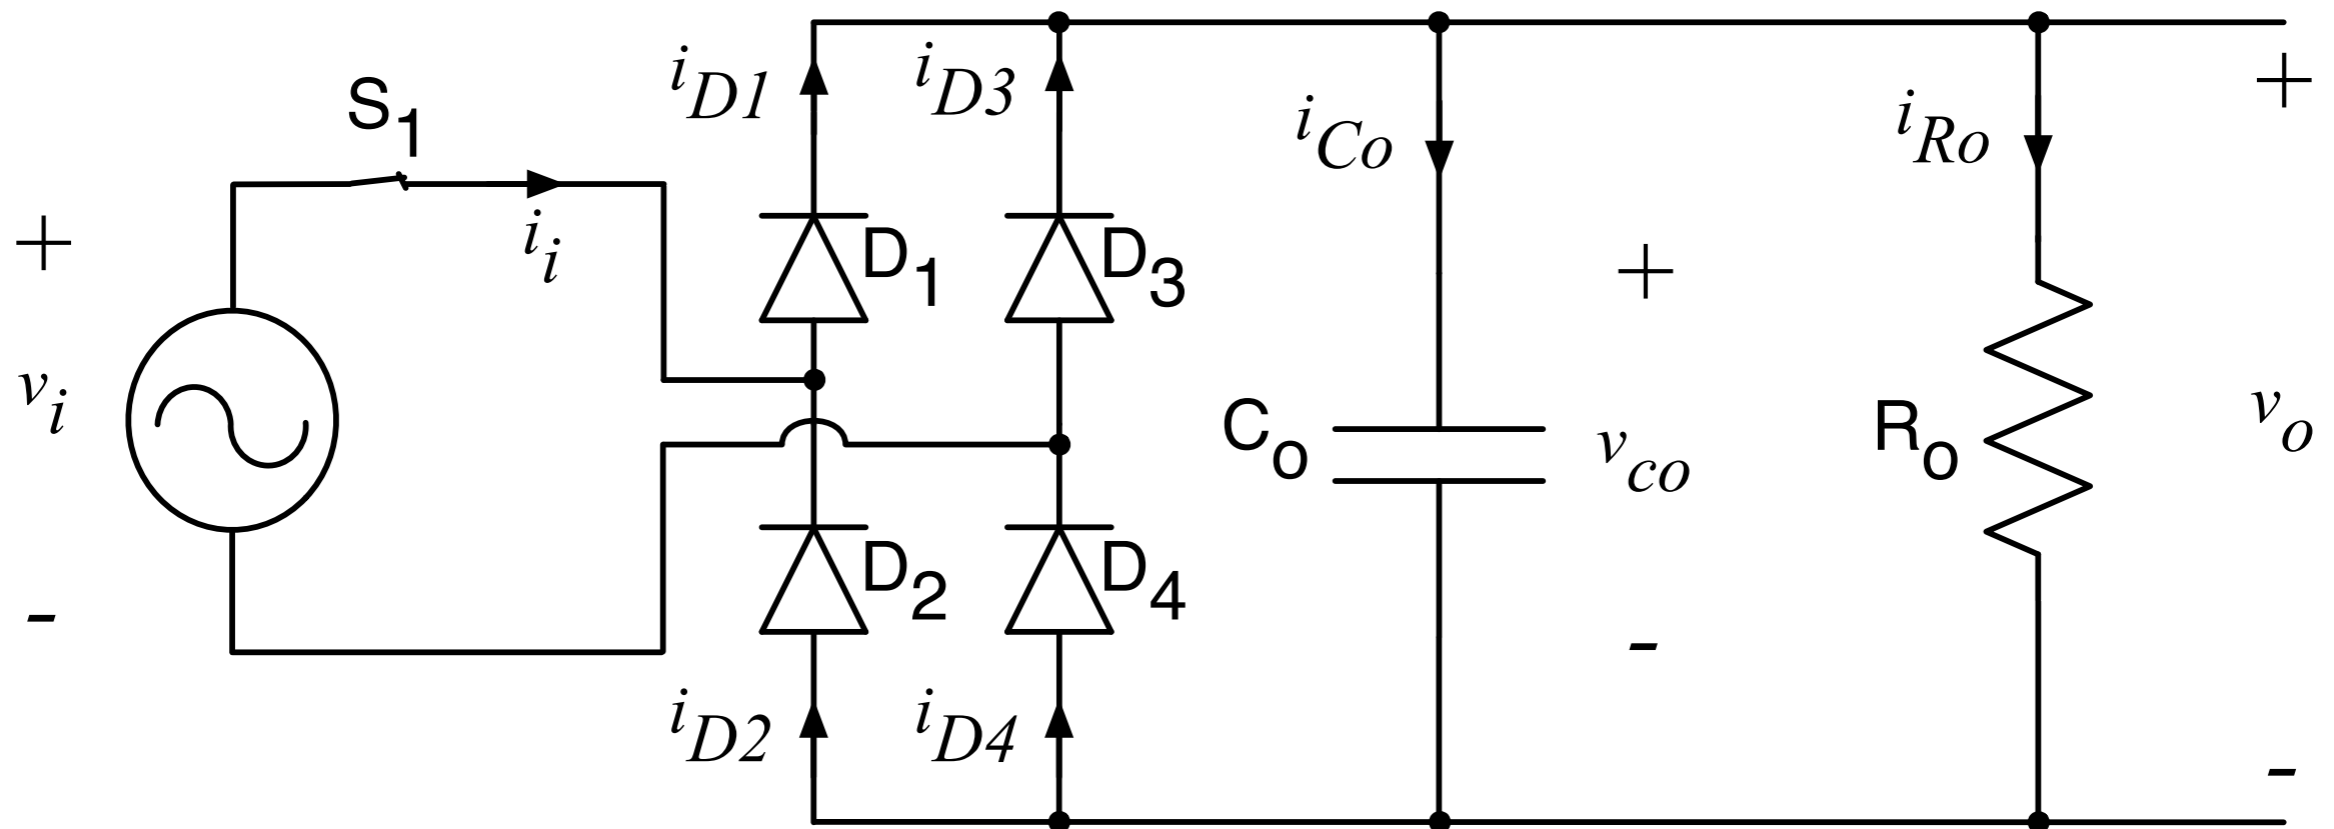 i_D1
i_D3
S_1
i_Co
i_Ro
+
+
i_i
D_1
D_3
+
v_i
C_o
v_co
R_o
v_o
D_2
D_4
-
-
i_D2
i_D4
-